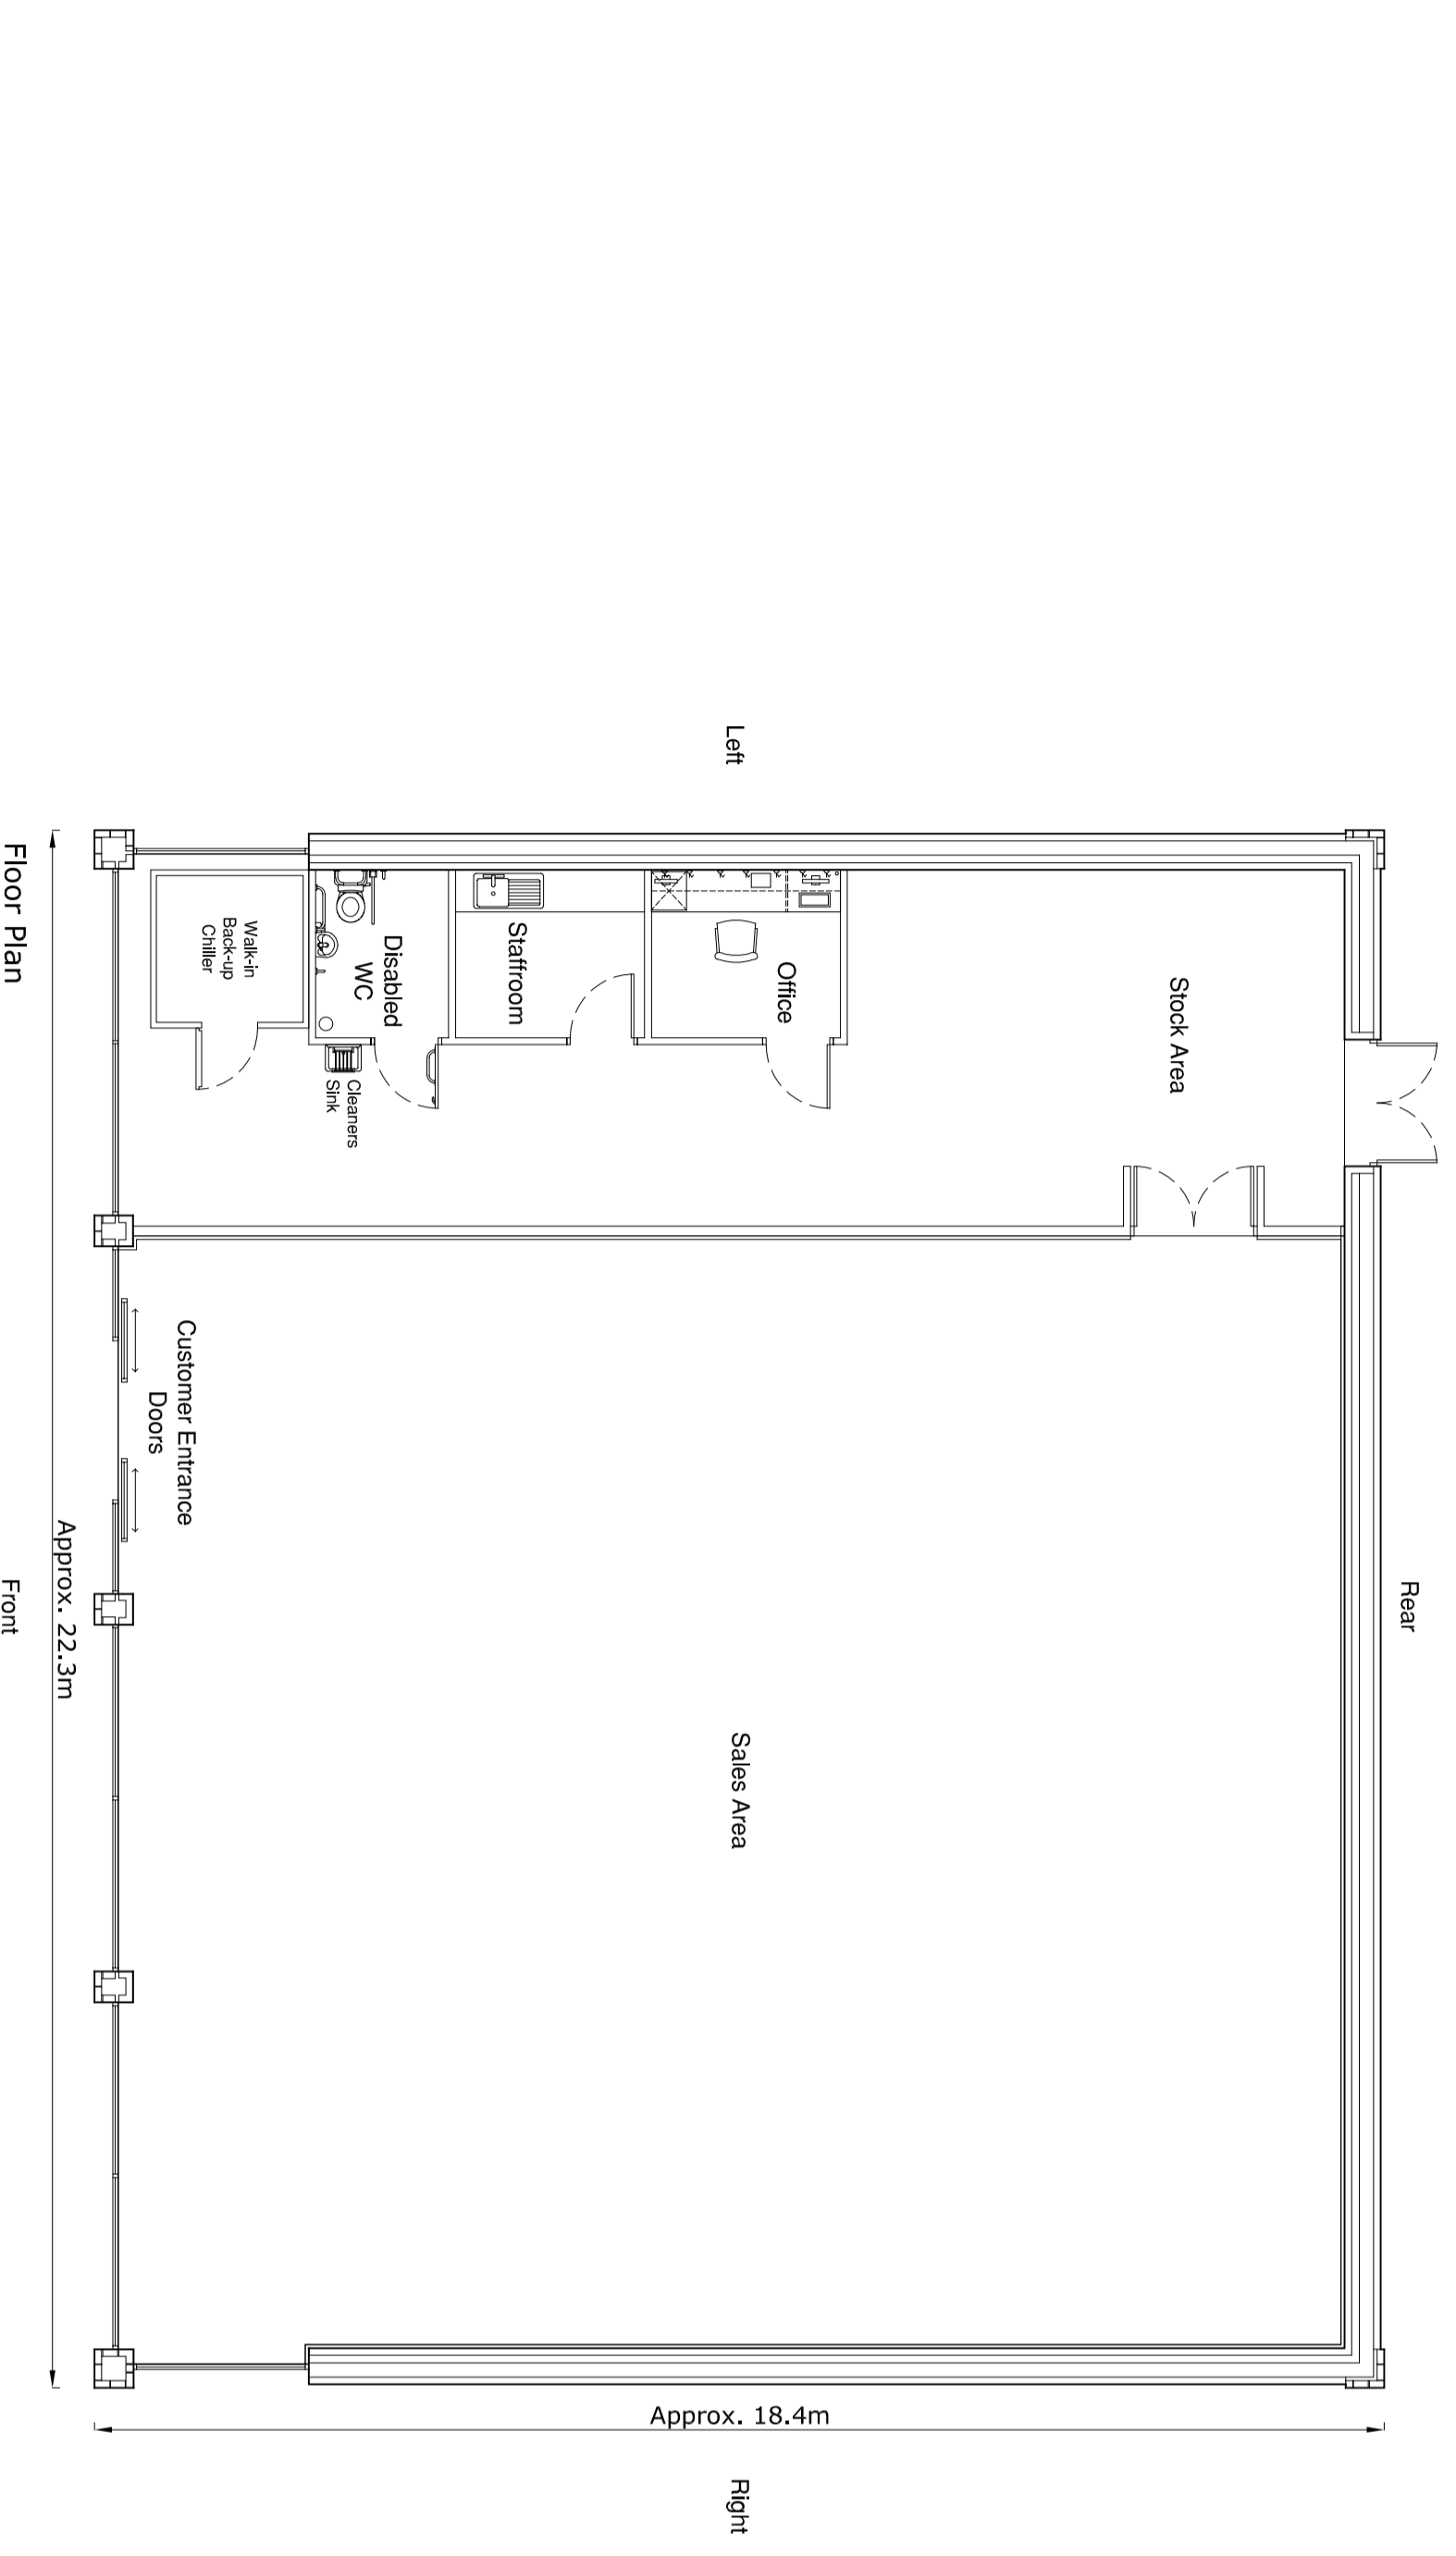 Rear
Left
Stock Area
Office
Sales Area
Staffroom
Disabled
WC
Cleaners
Sink
Walk-in
Back-up
Chiller
Customer Entrance
Doors
Approx. 18.4m
Right
Approx. 22.3m
Floor Plan
Front